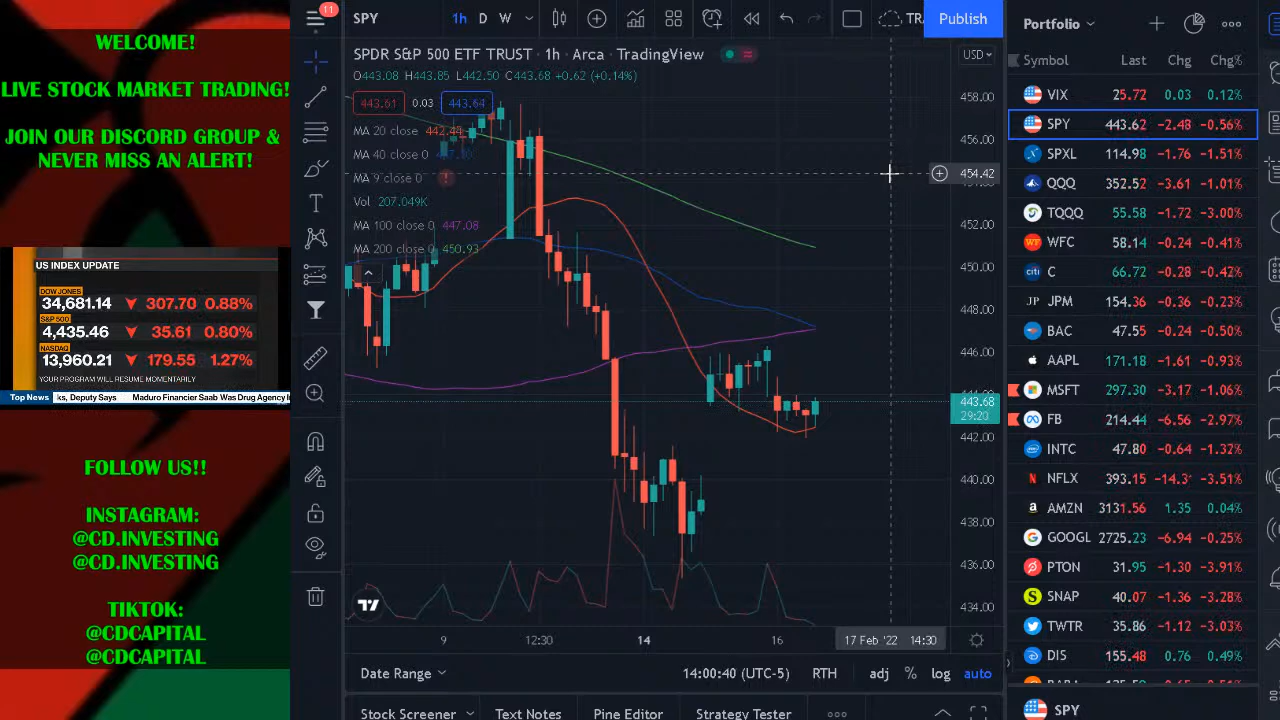 WELCOME!
LIVE STOCK MARKET TRADING!
JOIN OUR DISCORD GROUP &
NEVER MISS AN ALERT!
US INDEX UPDATE
DOW JONES
34,681.14 307.70 0.88%
S&P 500
4,435.46 35.61 0.80%
NASDAQ
13,960.21 179.55 1.27%
YOUR PROGRAM WILL RESUME MOMENTARILY
Top News ks, Deputy Says Maduro Financier Saab Was Drug Agency I
FOLLOW US!!
INSTAGRAM:
@CD.INVESTING
@CD.INVESTING
TIKTOK:
@CDCAPITAL
@CDCAPITAL
11
SPY 1h D W TR Publish
SPDR S&P 500 ETF TRUST · 1h · Arca · TradingView
USD
O443.08 H443.85 L442.50 C443.68 +0.62 (+0.14%)
443.61 0.03 443.64
MA 20 close 442.44
MA 40 close 0
MA 9 close 0 !
Vol 207.049K
MA 100 close 0 447.08
MA 200 close 0 450.93
458.00
456.00
454.42
452.00
450.00
448.00
446.00
443.68
29:20
442.00
440.00
438.00
436.00
434.00
9 12:30 14 16 17 Feb '22 14:30
Date Range 14:00:40 (UTC-5) RTH adj % log auto
Stock Screener Text Notes Pine Editor Strategy Tester
Portfolio
Symbol Last Chg Chg%
VIX 25.72 0.03 0.12%
SPY 443.62 -2.48 -0.56%
SPXL 114.98 -1.76 -1.51%
QQQ 352.52 -3.61 -1.01%
TQQQ 55.58 -1.72 -3.00%
WFC 58.14 -0.24 -0.41%
citi C 66.72 -0.28 -0.42%
JP JPM 154.36 -0.36 -0.23%
BAC 47.55 -0.24 -0.50%
AAPL 171.18 -1.61 -0.93%
MSFT 297.30 -3.17 -1.06%
FB 214.44 -6.56 -2.97%
INTC 47.80 -0.64 -1.32%
NFLX 393.15 -14.3 -3.51%
AMZN 3131.56 1.35 0.04%
GOOGL 2725.23 -6.94 -0.25%
PTON 31.95 -1.30 -3.91%
SNAP 40.07 -1.36 -3.28%
TWTR 35.86 -1.12 -3.03%
DIS 155.48 0.76 0.49%
SPY